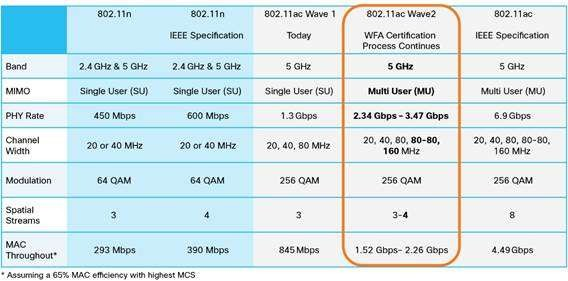 802.11n 802.11n 802.11ac Wave 1 802.11ac Wave2 802.11ac
IEEE Specification Today WFA Certification Process Continues IEEE Specification
Band 2.4 GHz & 5 GHz 2.4 GHz & 5 GHz 5 GHz 5 GHz 5 GHz
MIMO Single User (SU) Single User (SU) Single User (SU) Multi User (MU) Multi User (MU)
PHY Rate 450 Mbps 600 Mbps 1.3 Gbps 2.34 Gbps – 3.47 Gbps 6.9 Gbps
Channel Width 20 or 40 MHz 20 or 40 MHz 20, 40, 80 MHz 20, 40, 80, 80–80, 160 MHz 20, 40, 80, 80–80, 160 MHz
Modulation 64 QAM 64 QAM 256 QAM 256 QAM 256 QAM
Spatial Streams 3 4 3 3–4 8
MAC Throughout* 293 Mbps 390 Mbps 845 Mbps 1.52 Gbps– 2.26 Gbps 4.49 Gbps
* Assuming a 65% MAC efficiency with highest MCS